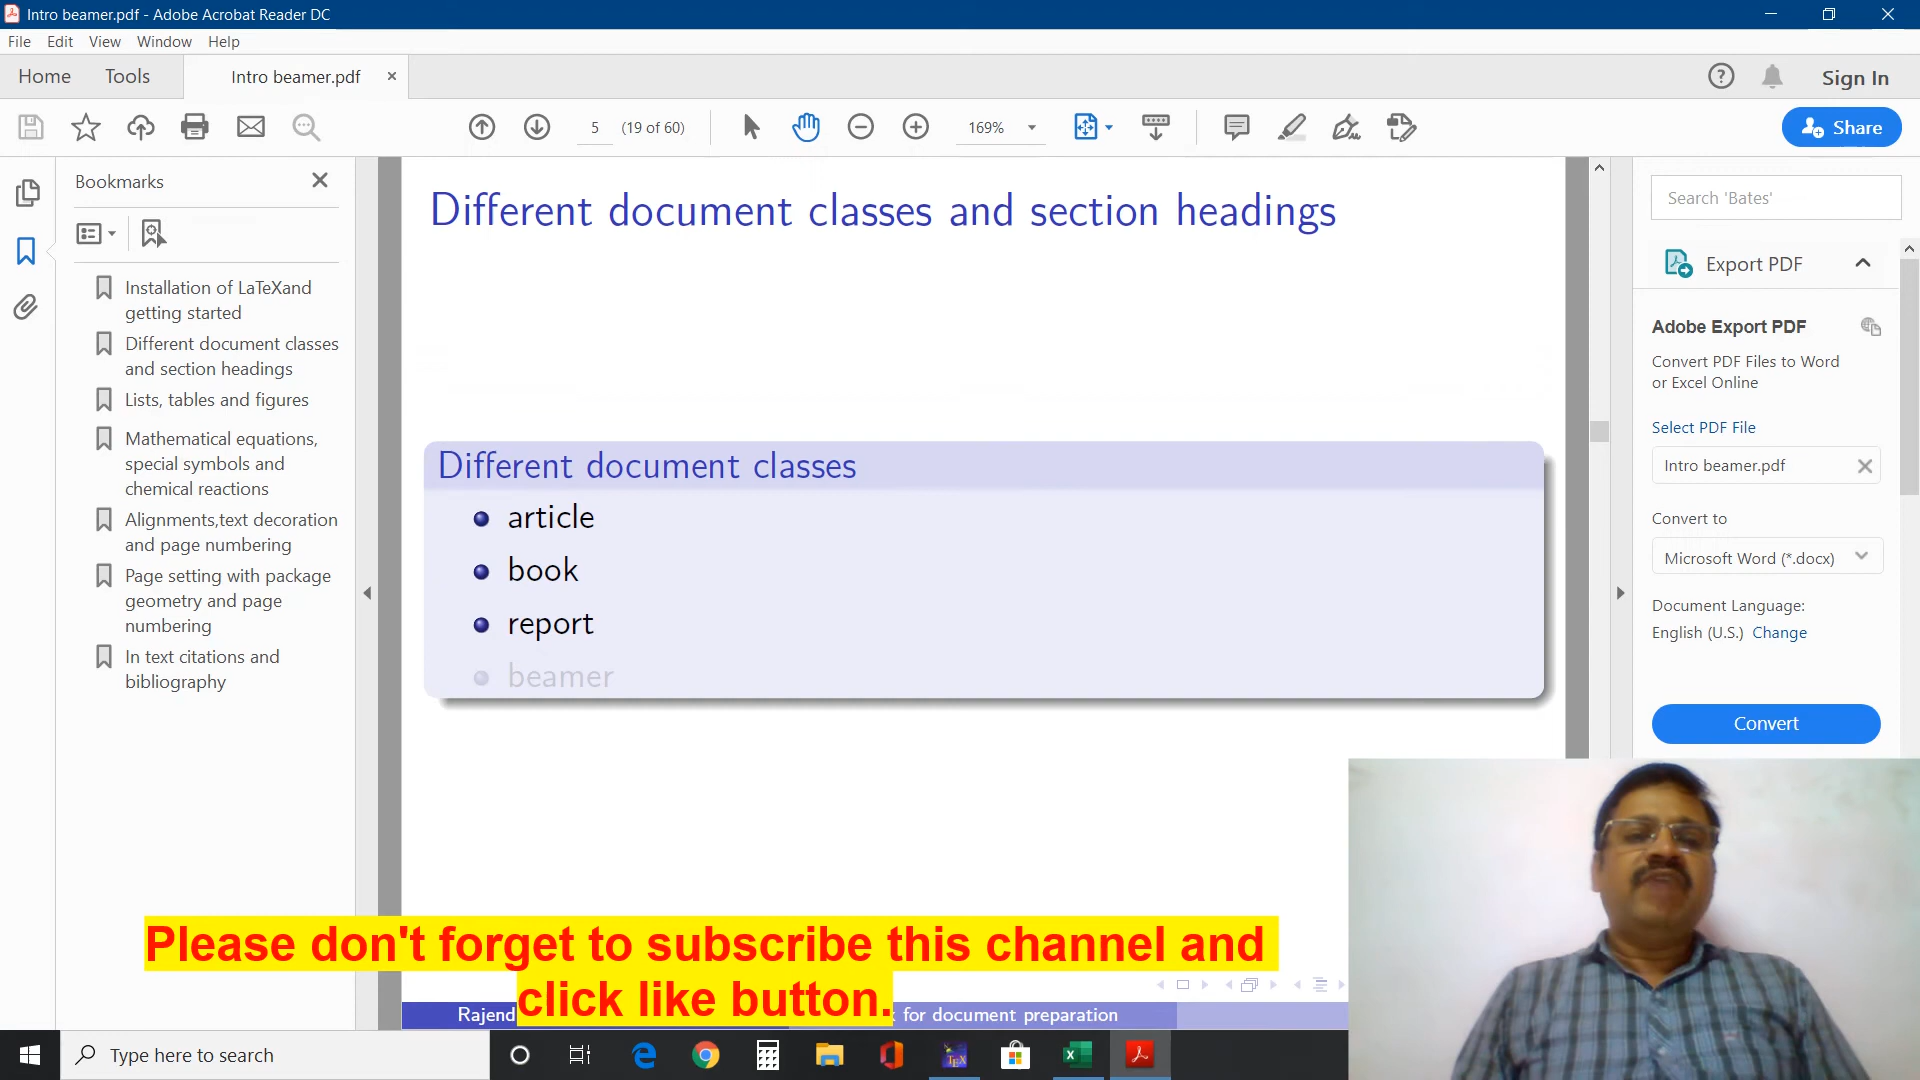 Intro beamer.pdf - Adobe Acrobat Reader DC
File Edit View Window Help
Home Tools Intro beamer.pdf
Sign In
5 (19 of 60) 169%
Share
Bookmarks
Installation of LaTeXand
getting started
Different document classes
and section headings
Lists, tables and figures
Mathematical equations,
special symbols and
chemical reactions
Alignments,text decoration
and page numbering
Page setting with package
geometry and page
numbering
In text citations and
bibliography
Different document classes and section headings
Different document classes
article
book
report
beamer
Search 'Bates'
Export PDF
Adobe Export PDF
Convert PDF Files to Word
or Excel Online
Select PDF File
Intro beamer.pdf
Convert to
Microsoft Word (*.docx)
Document Language:
English (U.S.) Change
Convert
Please don't forget to subscribe this channel and
click like button.
Rajend
for document preparation
Type here to search